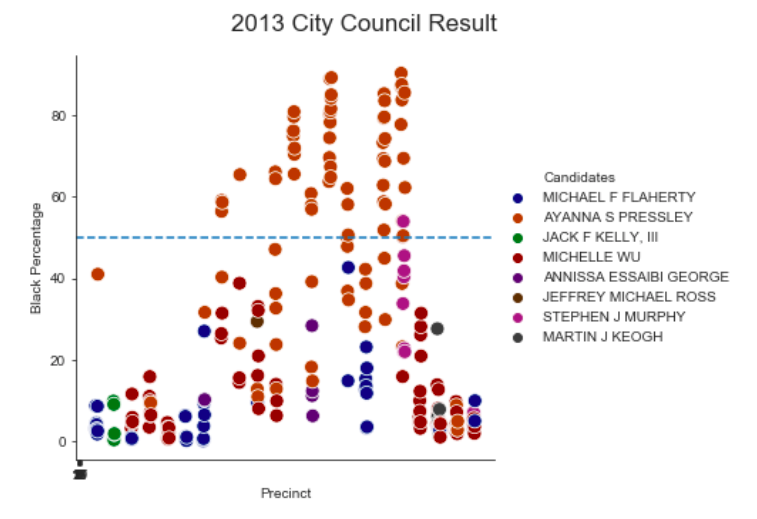 2013 City Council Result
80
60
40
20
0
Black Percentage
Precinct
Candidates
MICHAEL F FLAHERTY
AYANNA S PRESSLEY
JACK F KELLY, III
MICHELLE WU
ANNISSA ESSAIBI GEORGE
JEFFREY MICHAEL ROSS
STEPHEN J MURPHY
MARTIN J KEOGH